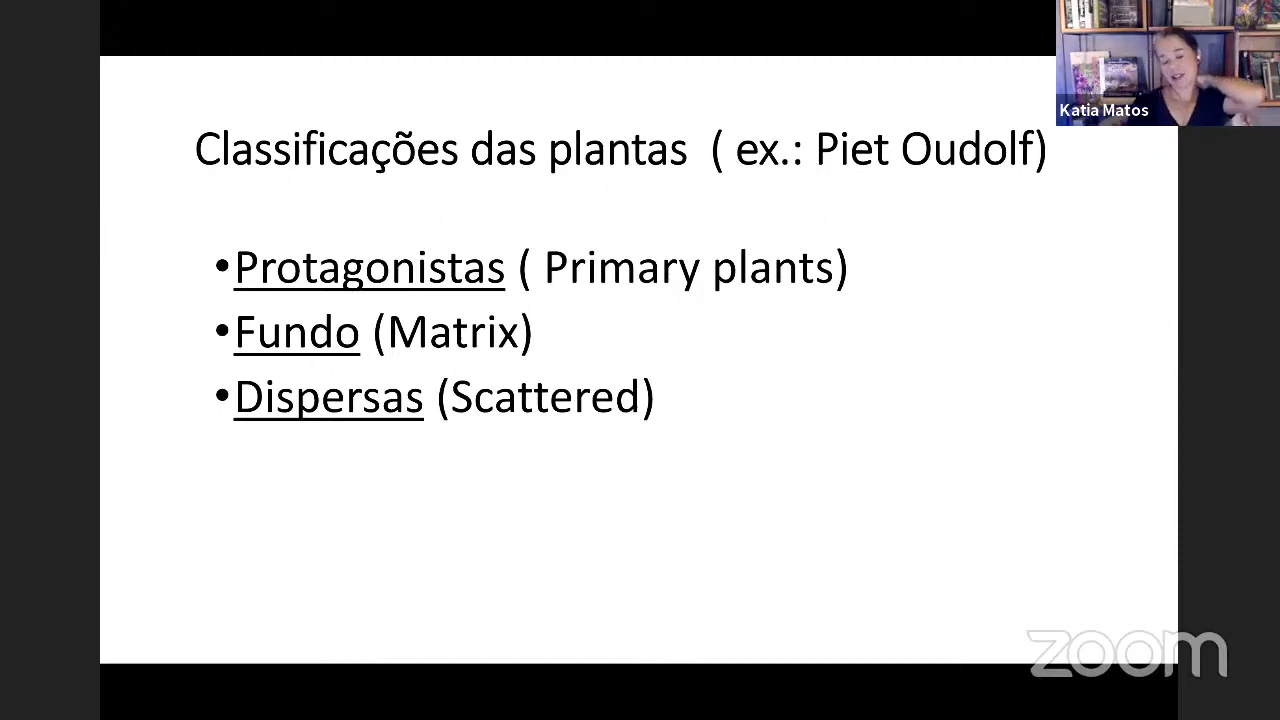 Katia Matos
Classificações das plantas ( ex.: Piet Oudolf)
•Protagonistas ( Primary plants)
•Fundo (Matrix)
•Dispersas (Scattered)
zoom